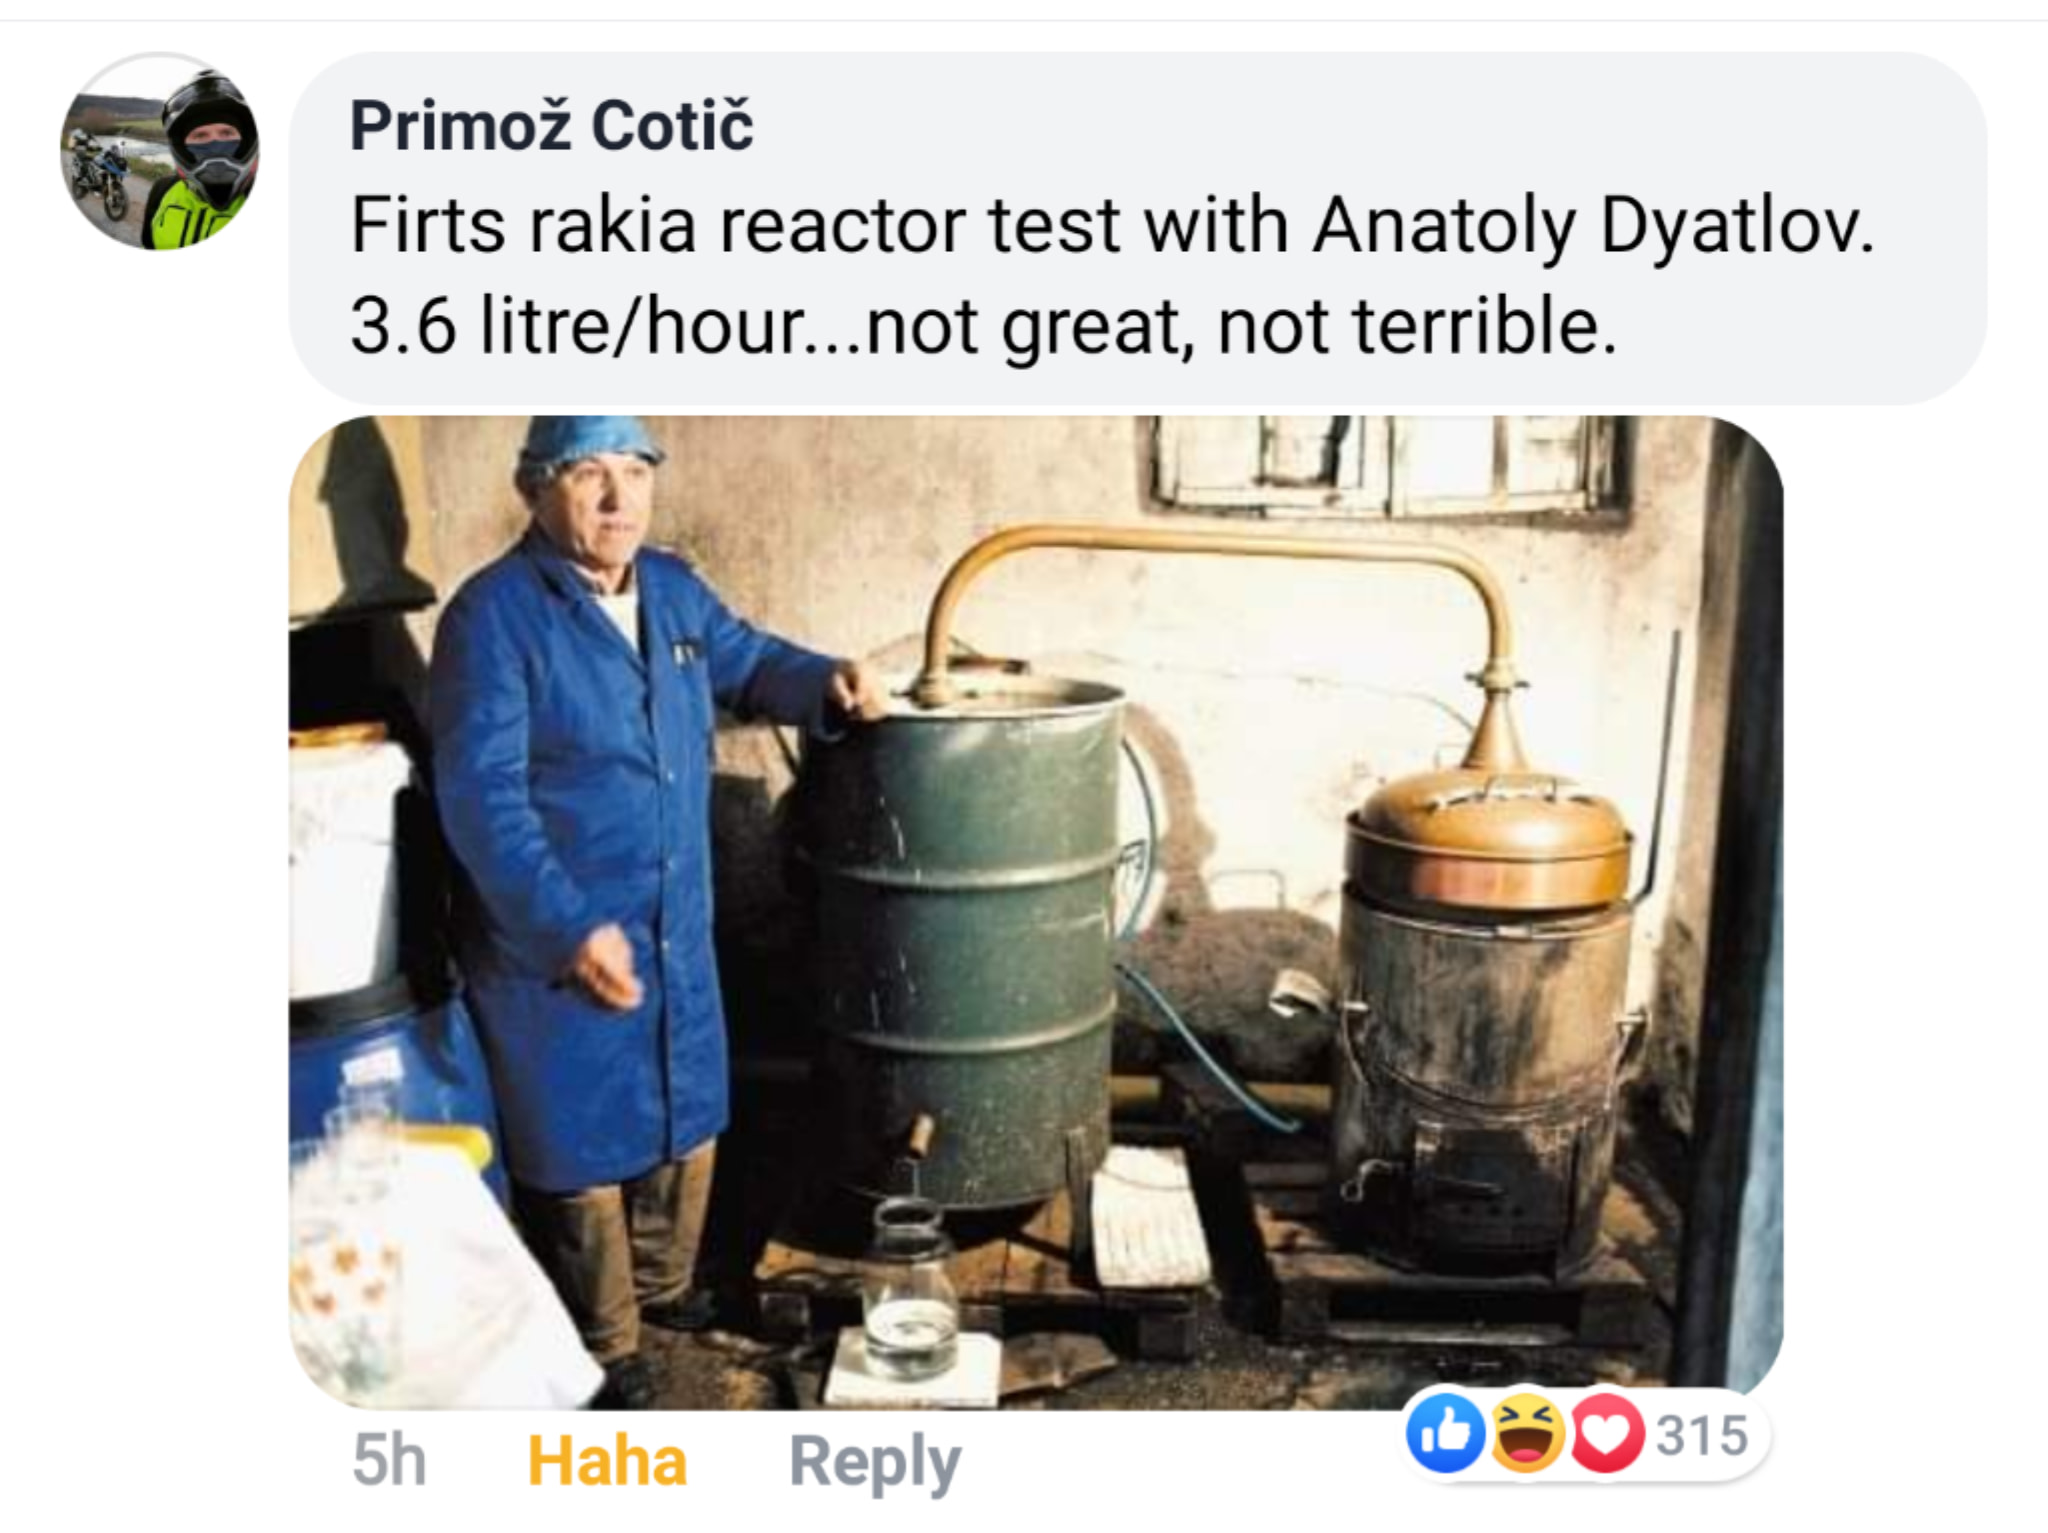 Primož Cotič
Firts rakia reactor test with Anatoly Dyatlov.
3.6 litre/hour...not great, not terrible.
5h Haha Reply 315